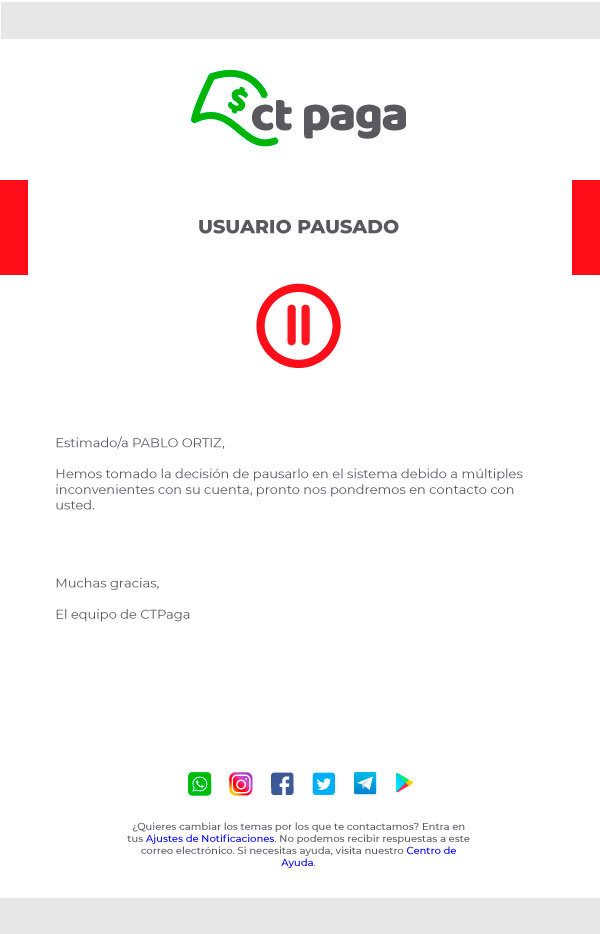 $ ct paga
USUARIO PAUSADO
Estimado/a PABLO ORTIZ,
Hemos tomado la decisión de pausarlo en el sistema debido a múltiples
inconvenientes con su cuenta, pronto nos pondremos en contacto con
usted.
Muchas gracias,
El equipo de CTPaga
¿Quieres cambiar los temas por los que te contactamos? Entra en
tus Ajustes de Notificaciones. No podemos recibir respuestas a este
correo electrónico. Si necesitas ayuda, visita nuestro Centro de
Ayuda.